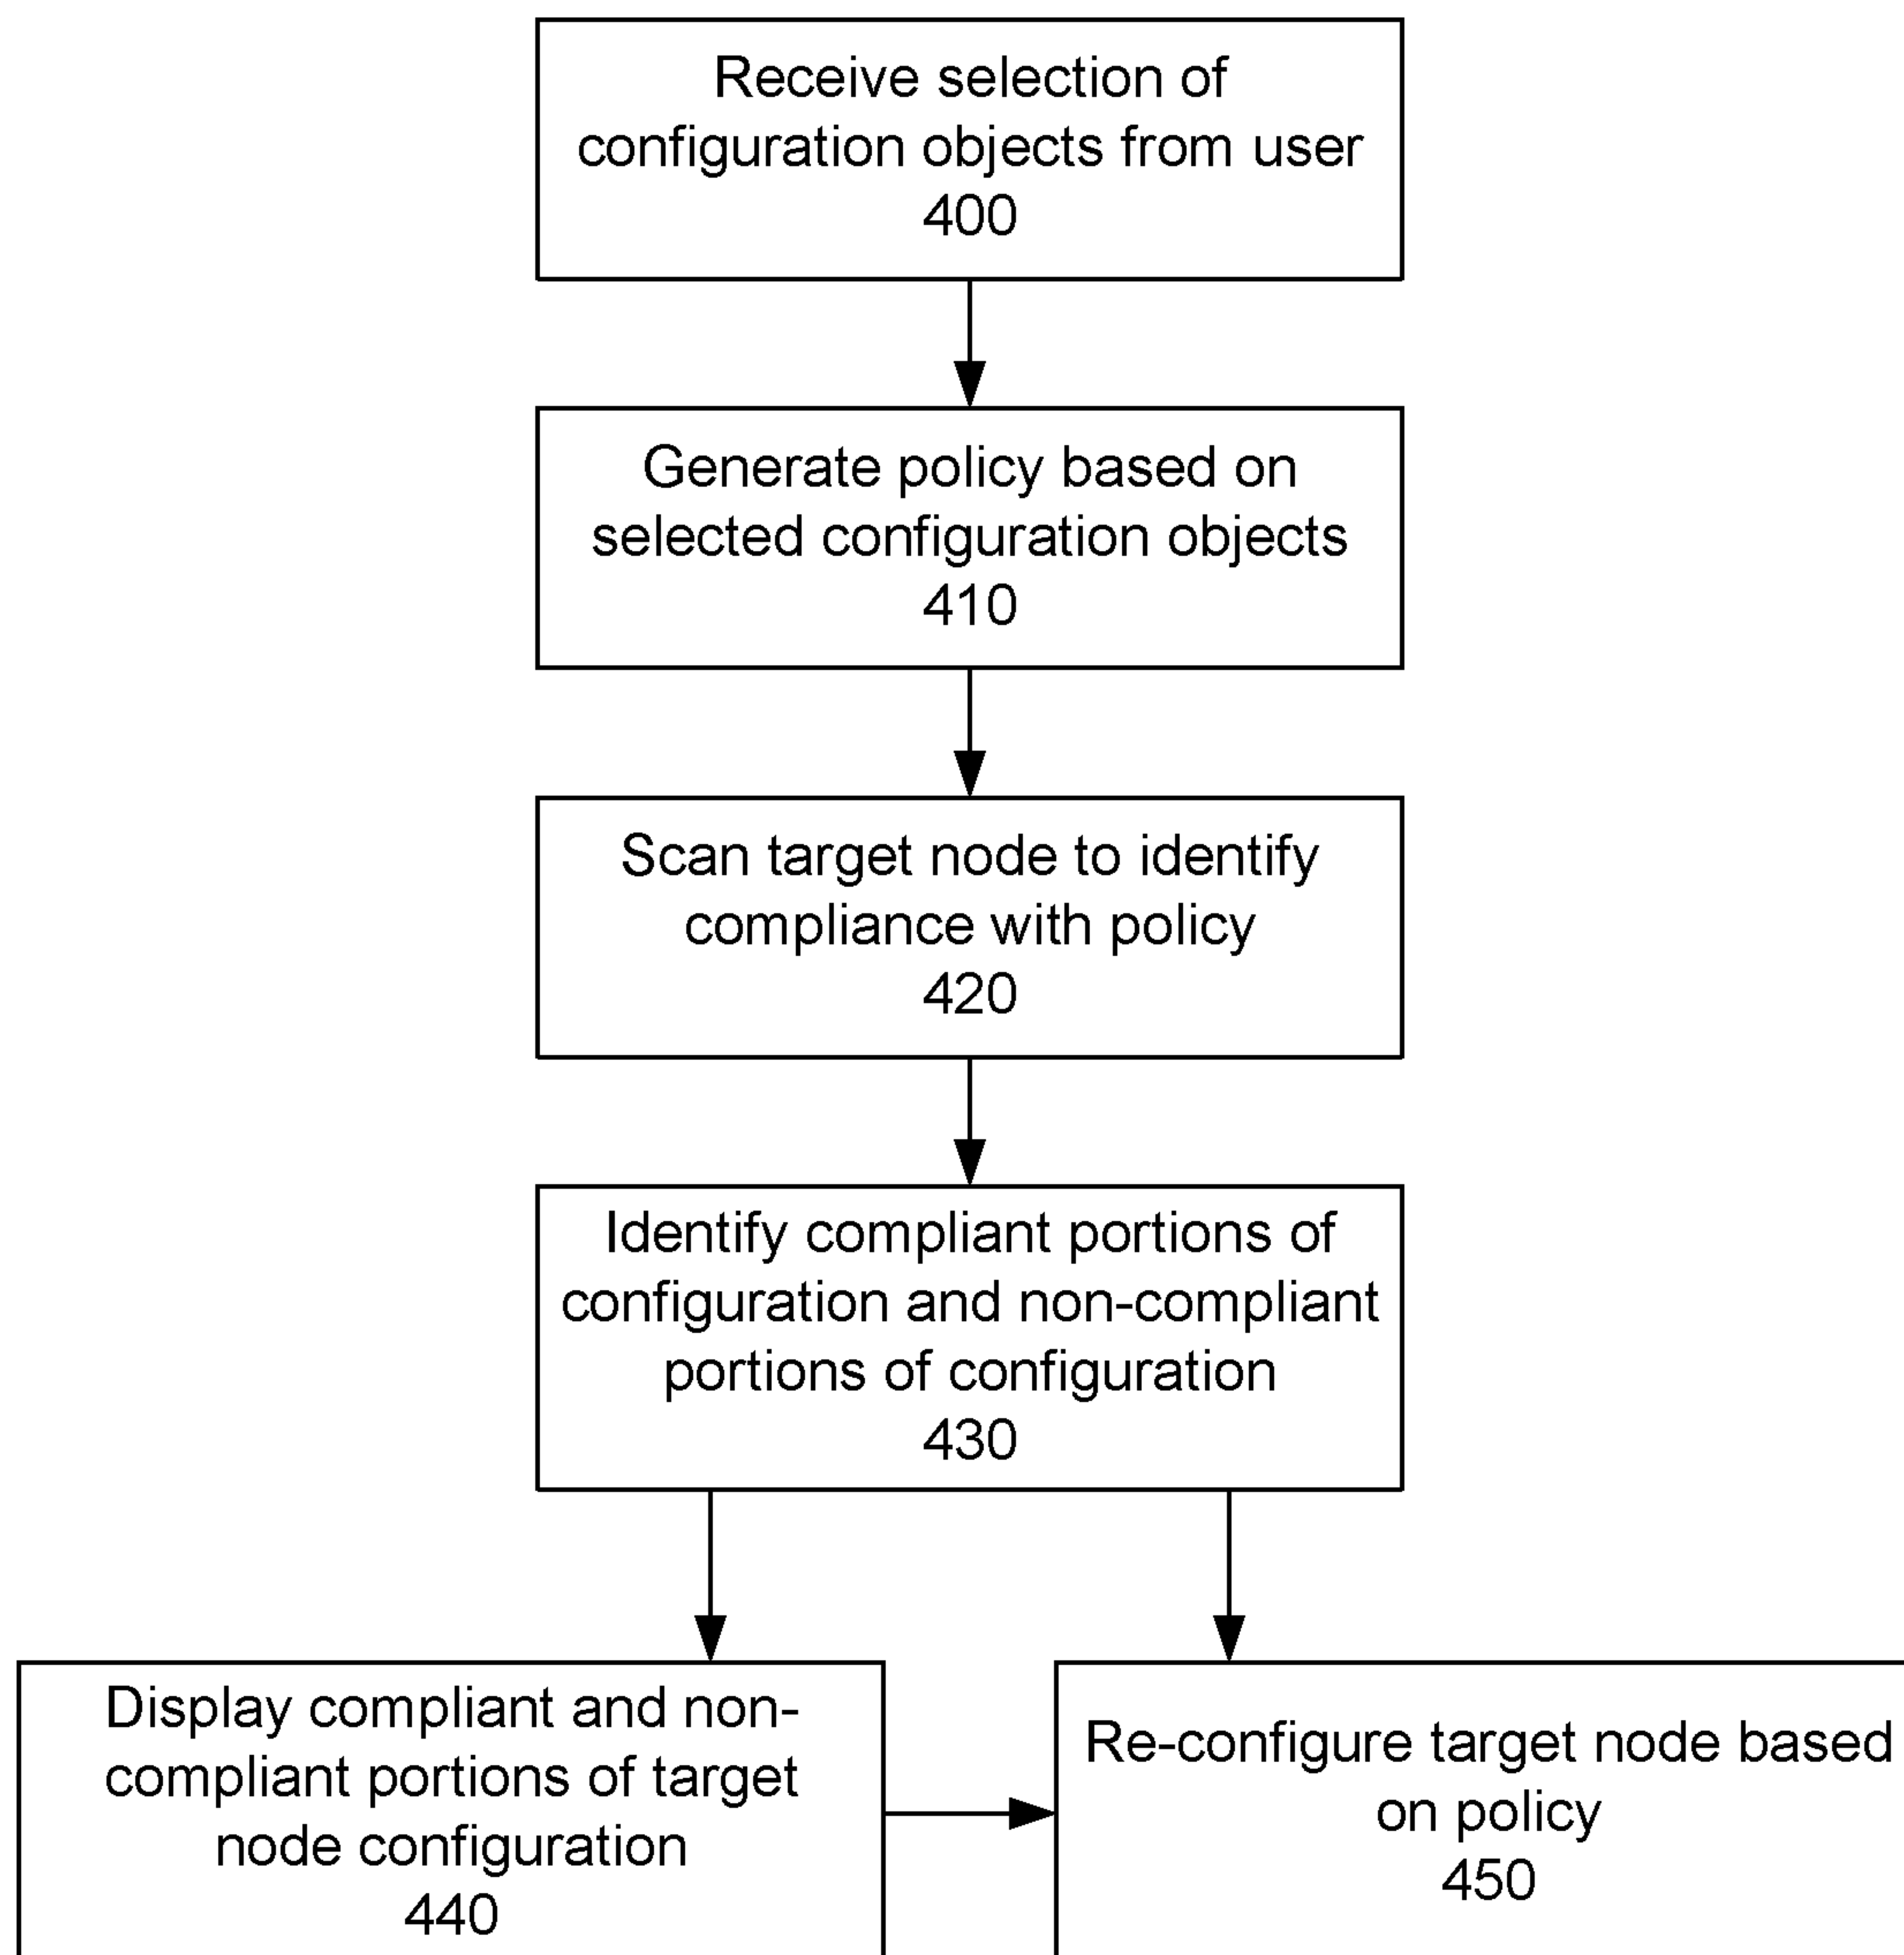 Receive selection of
configuration objects from user
400
Generate policy based on
selected configuration objects
410
Scan target node to identify
compliance with policy
420
Identify compliant portions of
configuration and non-compliant
portions of configuration
430
Display compliant and non-
compliant portions of target
node configuration
440
Re-configure target node based
on policy
450